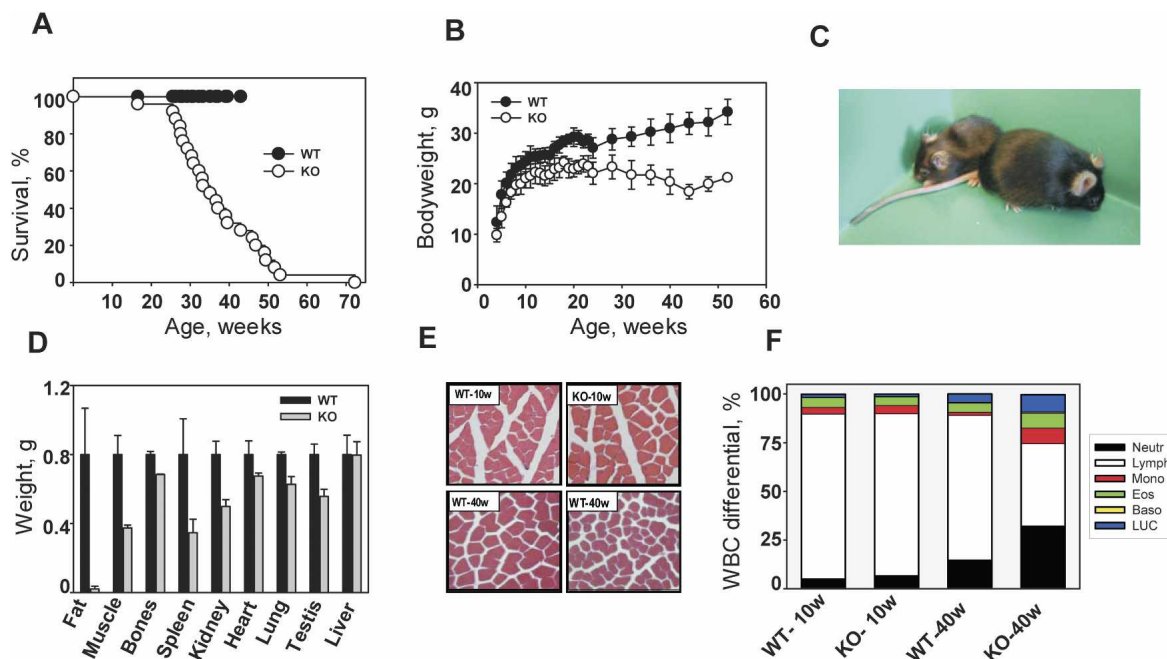 A
Survival, %
100
80
60
40
20
0
WT
KO
10 20 30 40 50 60 70
Age, weeks
B
Bodyweight, g
40
30
20
10
0
WT
KO
0 10 20 30 40 50 60
Age, weeks
C
D
Weight, g
1.2
0.8
0.4
0
WT
KO
Fat
Muscle
Bones
Spleen
Kidney
Heart
Lung
Testis
Liver
E
WT-10w
KO-10w
WT-40w
WT-40w
F
WBC differential, %
100
75
50
25
0
WT- 10w
KO- 10w
WT -40w
KO-40w
Neutr
Lymph
Mono
Eos
Baso
LUC